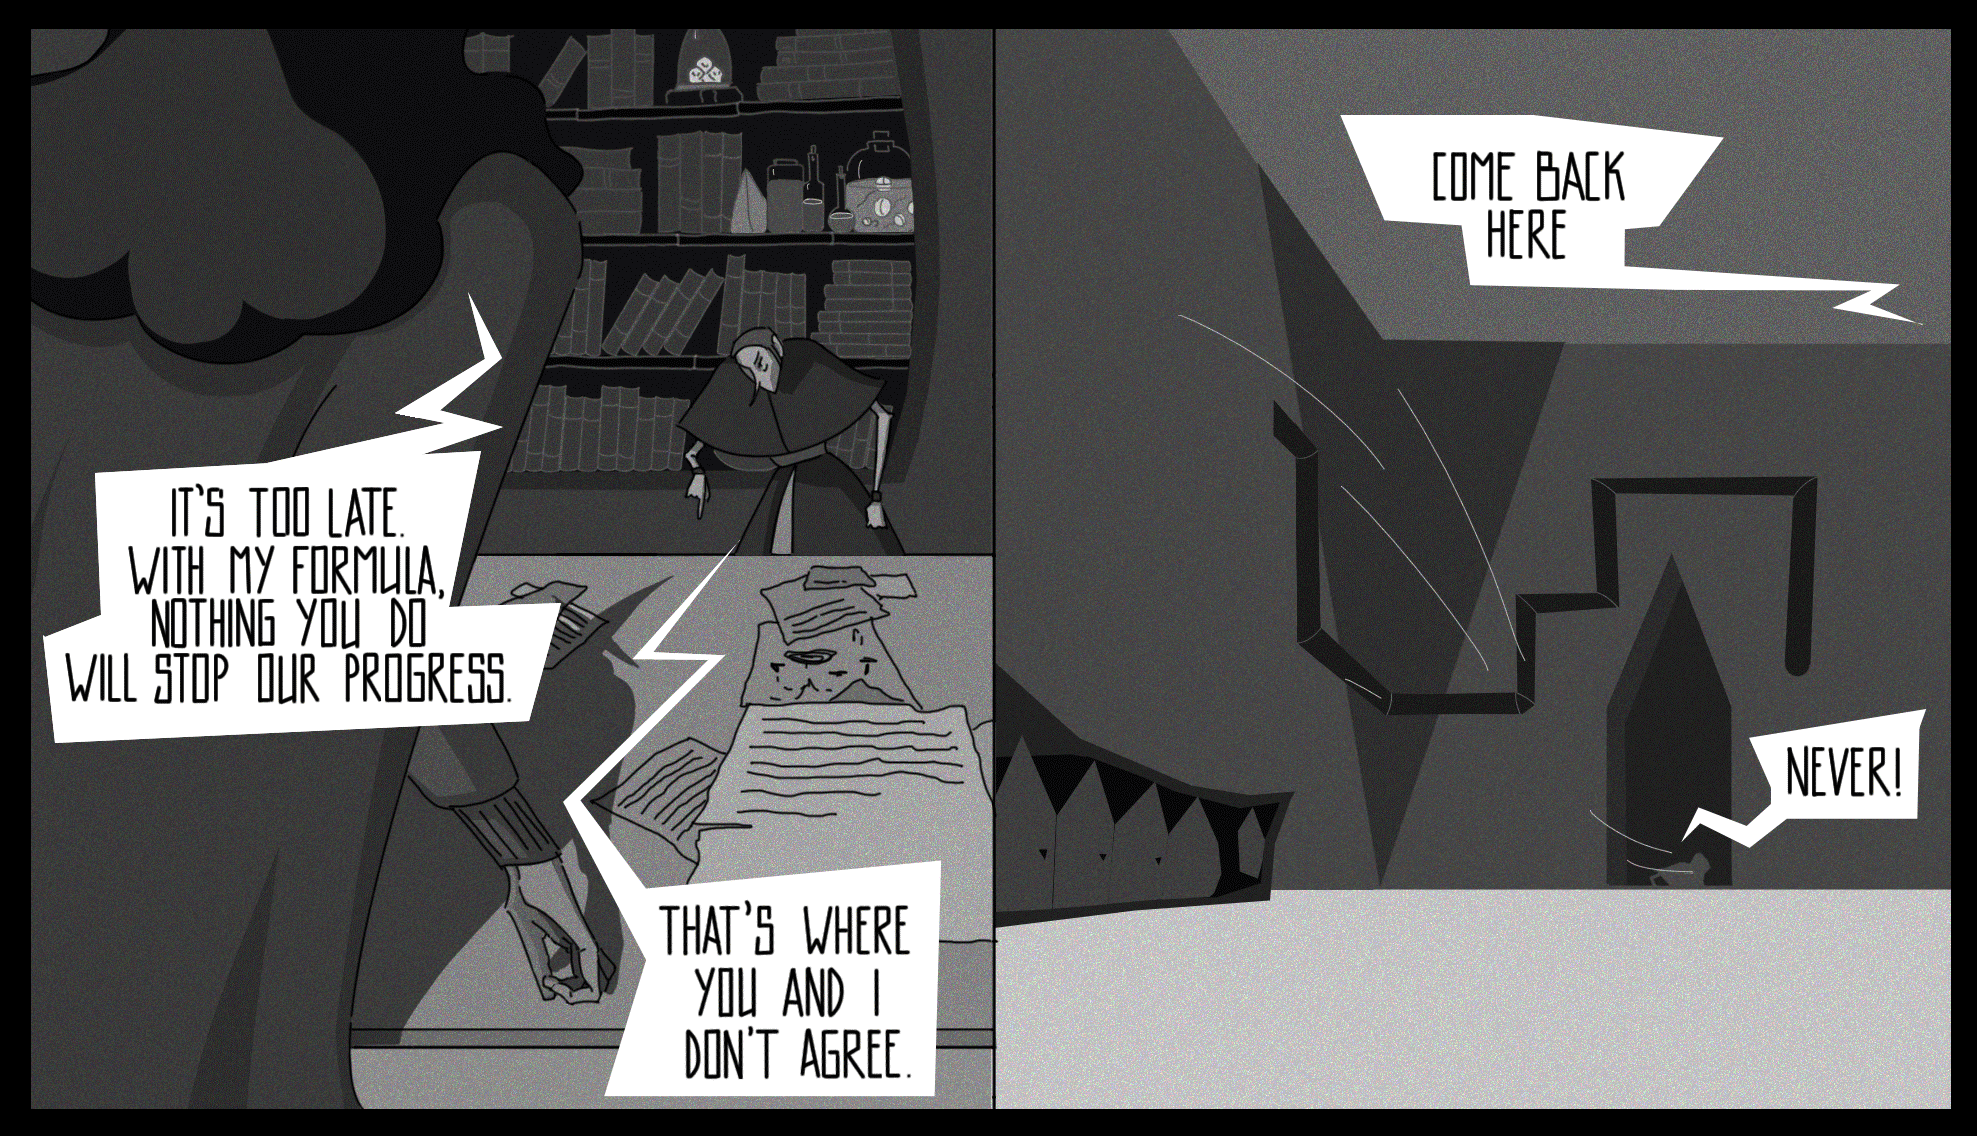 IT'S TOO LATE.
WITH MY FORMULA,
NOTHING YOU DO
WILL STOP OUR PROGRESS.
THAT'S WHERE
YOU AND I
DON'T AGREE.
COME BACK
HERE
NEVER!